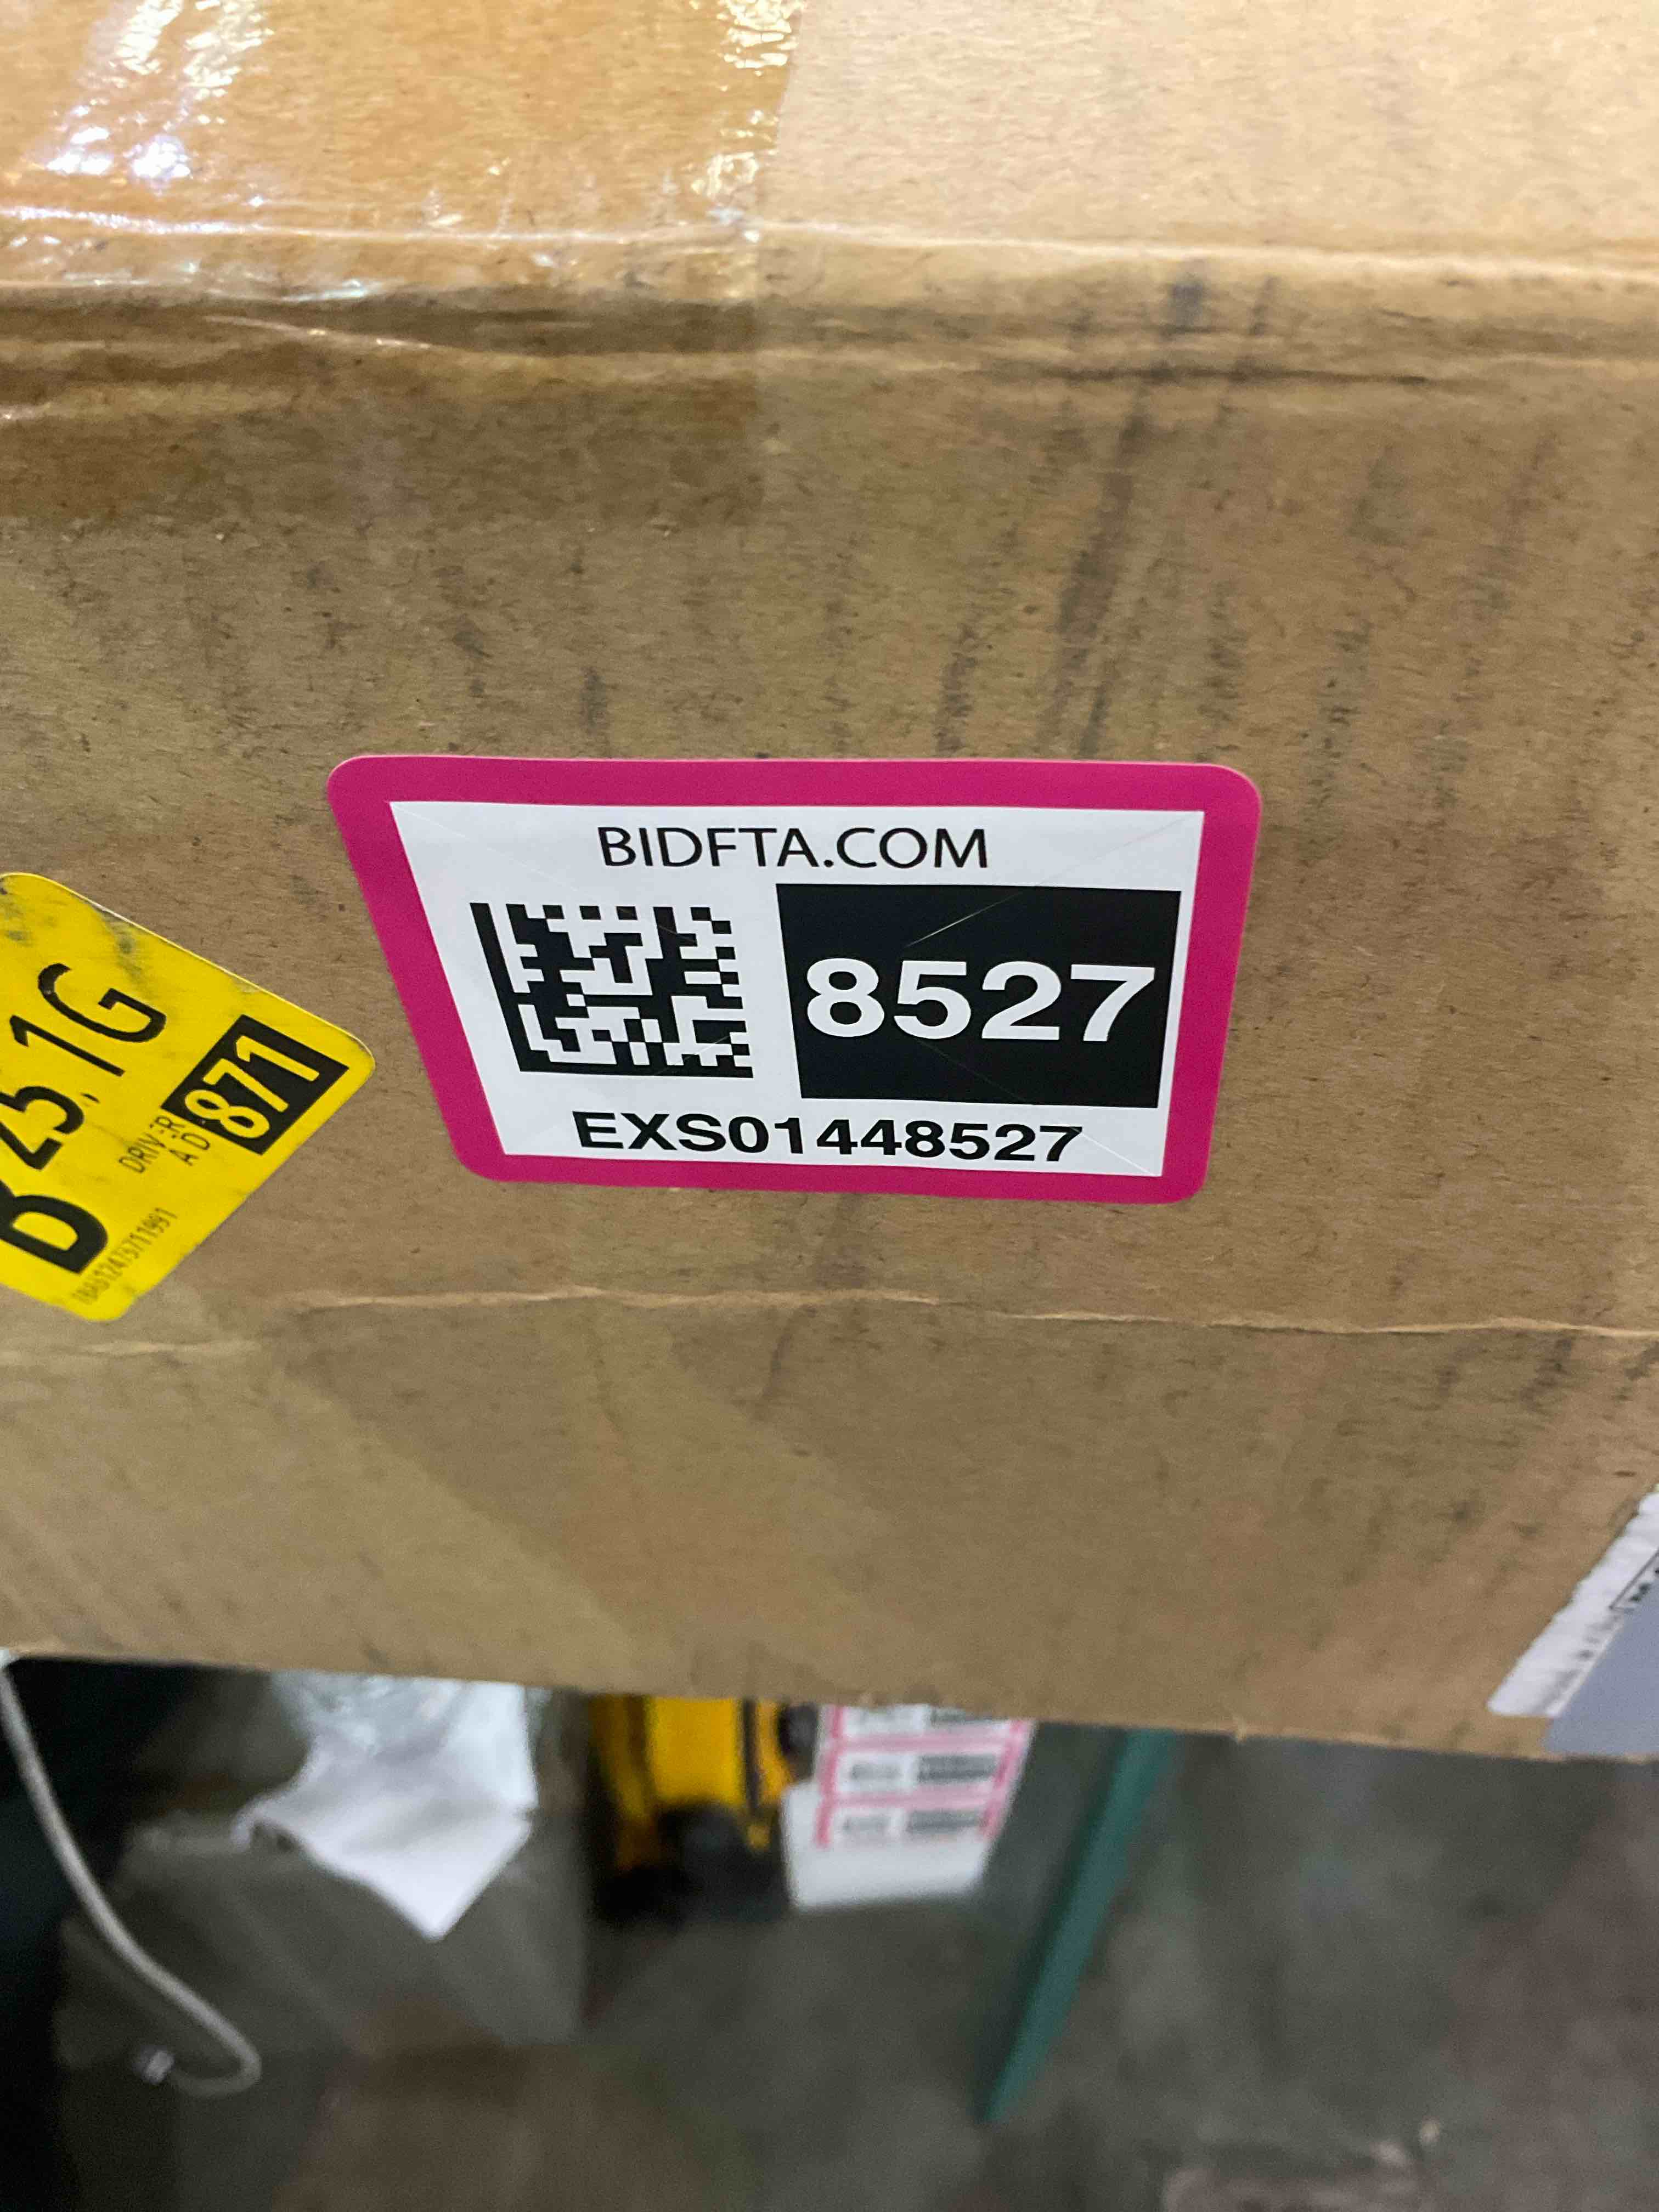 BIDFTA.COM
8527
EXS01448527
B
25.1G
DRIVER
871